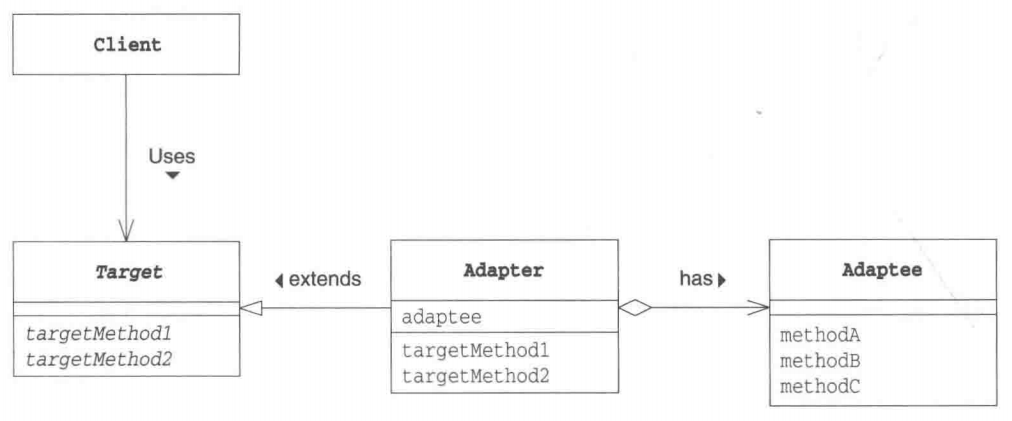 Client
Uses
Target
targetMethod1
targetMethod2
extends
Adapter
adaptee
targetMethod1
targetMethod2
has
Adaptee
methodA
methodB
methodC